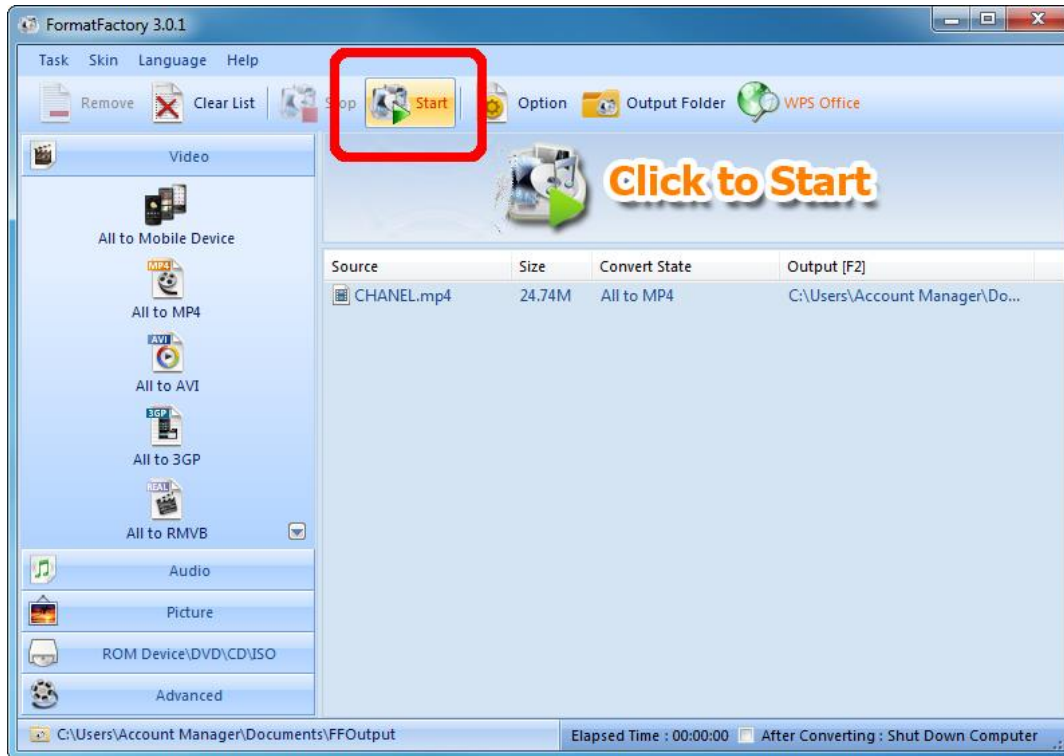 FormatFactory 3.0.1
Task Skin Language Help
Remove Clear List Stop Start Option Output Folder WPS Office
Video
Click to Start
All to Mobile Device
MP4
All to MP4
AVI
All to AVI
3GP
All to 3GP
REAL
All to RMVB
Audio
Picture
ROM Device\DVD\CD\ISO
Advanced
Source Size Convert State Output [F2]
CHANEL.mp4 24.74M All to MP4 C:\Users\Account Manager\Do...
C:\Users\Account Manager\Documents\FFOutput Elapsed Time : 00:00:00 After Converting : Shut Down Computer